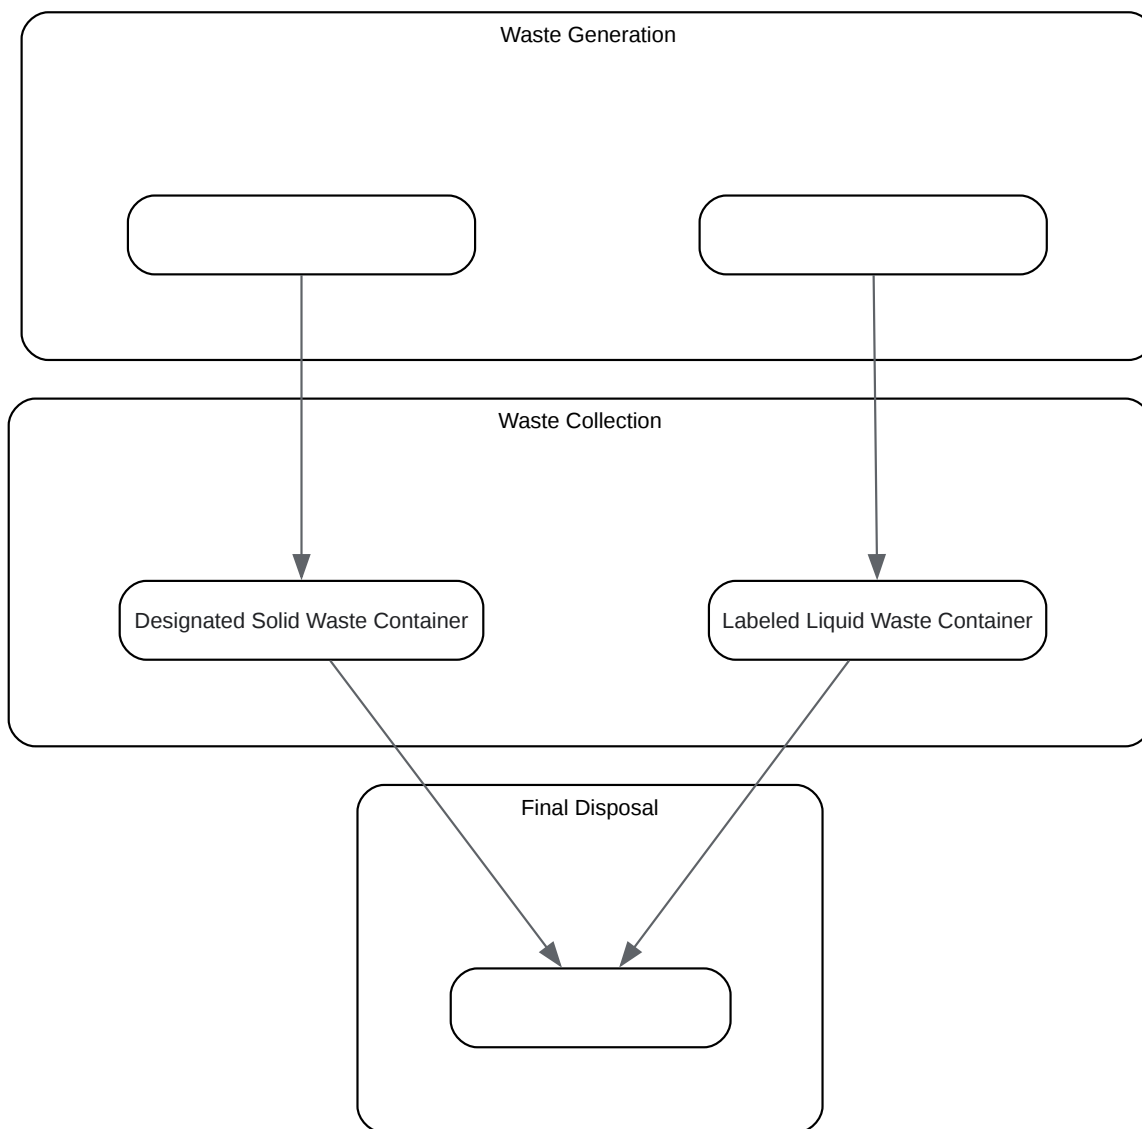 Waste Generation
Waste Collection
Designated Solid Waste Container
Labeled Liquid Waste Container
Final Disposal